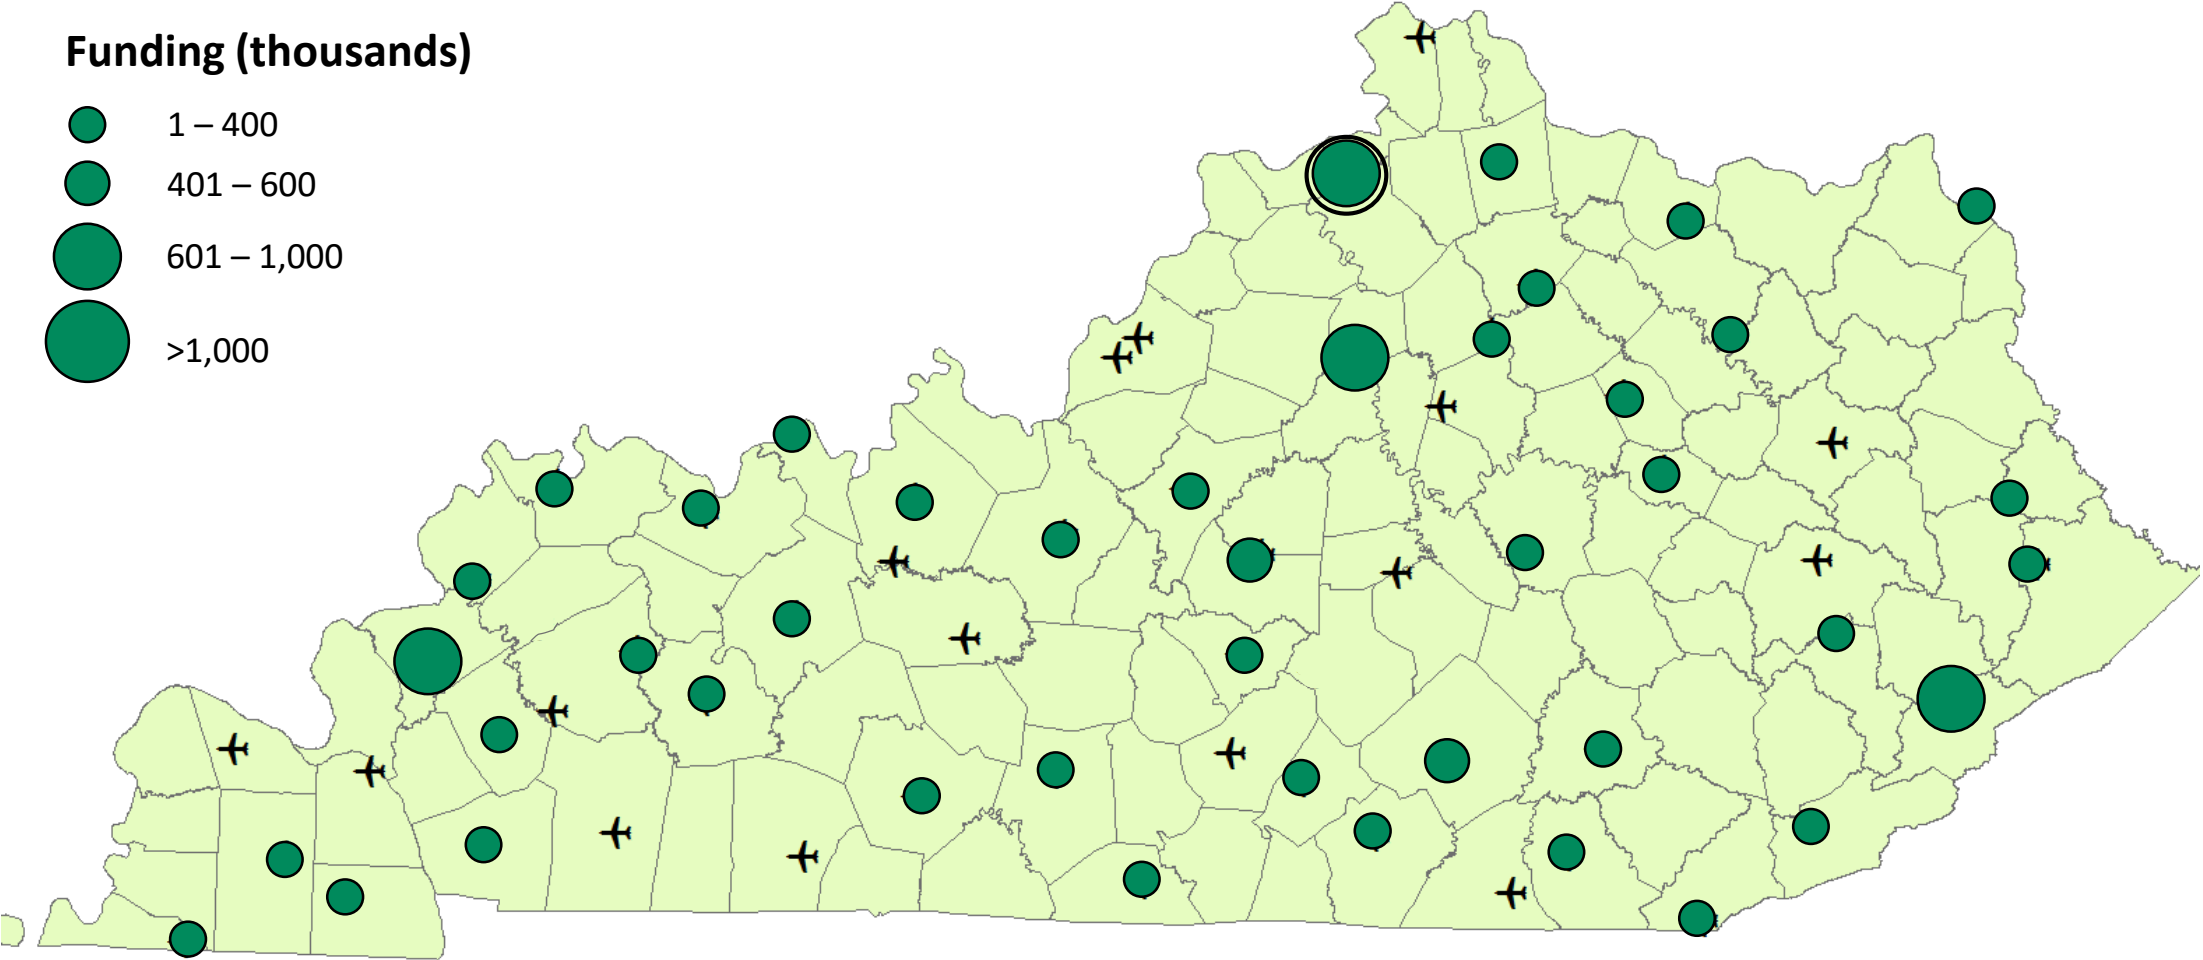 Funding (thousands)
1 – 400
401 – 600
601 – 1,000
>1,000